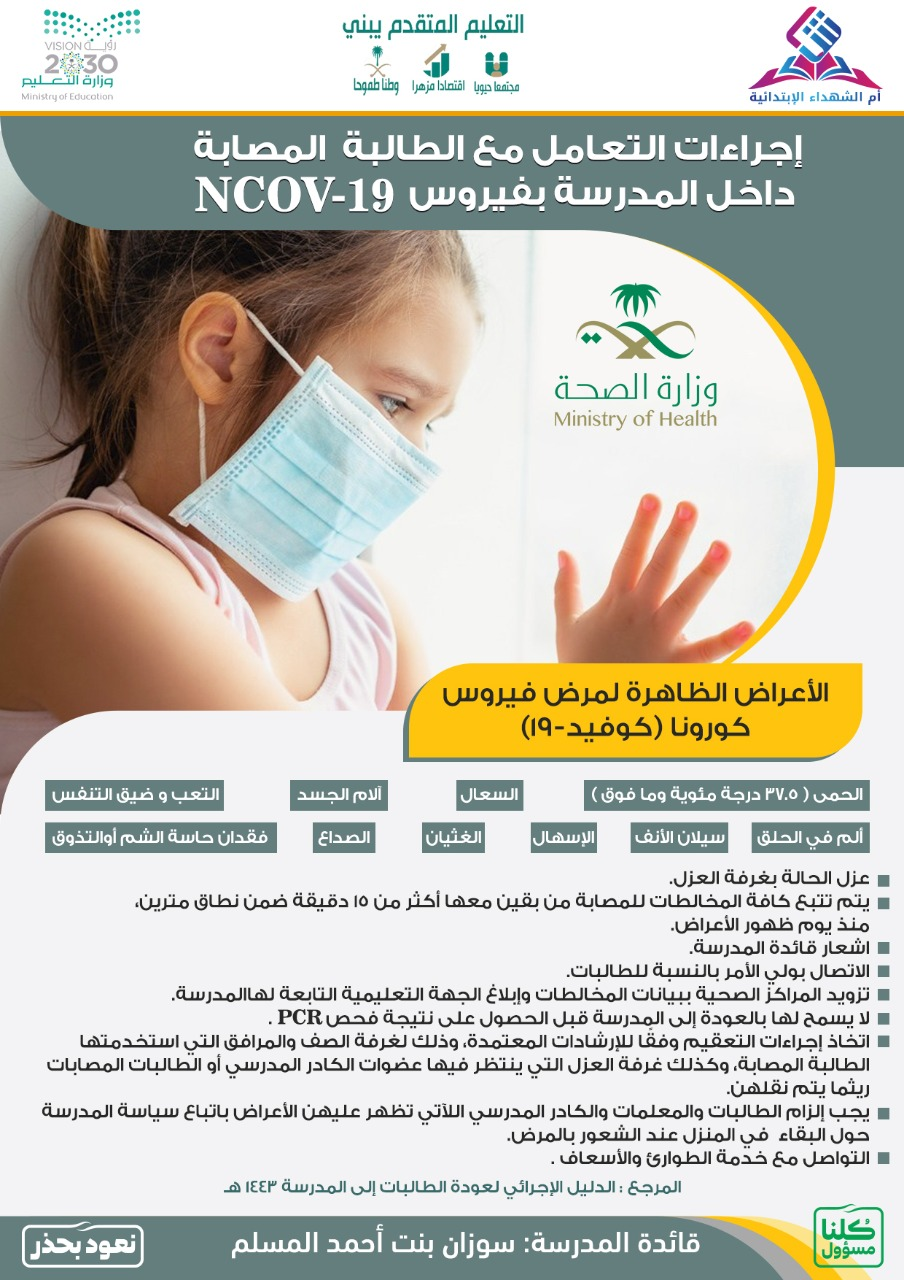 التعليم المتقدم يبني
مجتمعا حيويا
اقتصادا مزهرا
وطنا طموحا
VISION رؤية
2030
وزارة التعليم
Ministry of Education
أم الشهداء الإبتدائية
إجراءات التعامل مع الطالبة المصابة
داخل المدرسة بفيروس NCOV-19
وزارة الصحة
Ministry of Health
الأعراض الظاهرة لمرض فيروس
كورونا (كوفيد-١٩)
الحمى ( ٣٧.٥ درجة مئوية وما فوق ) السعال آلام الجسد التعب و ضيق التنفس
ألم في الحلق سيلان الأنف الإسهال الغثيان الصداع فقدان حاسة الشم أوالتذوق
عزل الحالة بغرفة العزل.
يتم تتبع كافة المخالطات للمصابة من بقين معها أكثر من ١٥ دقيقة ضمن نطاق مترين،
منذ يوم ظهور الأعراض.
اشعار قائدة المدرسة.
الاتصال بولي الأمر بالنسبة للطالبات.
تزويد المراكز الصحية ببيانات المخالطات وإبلاغ الجهة التعليمية التابعة لهاالمدرسة.
لا يسمح لها بالعودة إلى المدرسة قبل الحصول على نتيجة فحص PCR .
اتخاذ إجراءات التعقيم وفقًا للإرشادات المعتمدة، وذلك لغرفة الصف والمرافق التي استخدمتها
الطالبة المصابة، وكذلك غرفة العزل التي ينتظر فيها عضوات الكادر المدرسي أو الطالبات المصابات
ريثما يتم نقلهن.
يجب إلزام الطالبات والمعلمات والكادر المدرسي اللآتي تظهر عليهن الأعراض باتباع سياسة المدرسة
حول البقاء في المنزل عند الشعور بالمرض.
التواصل مع خدمة الطوارئ والأسعاف .
المرجع : الدليل الإجرائي لعودة الطالبات إلى المدرسة ١٤٤٣ هـ
كلنا
مسؤول
قائدة المدرسة: سوزان بنت أحمد المسلم
نعود بحذر